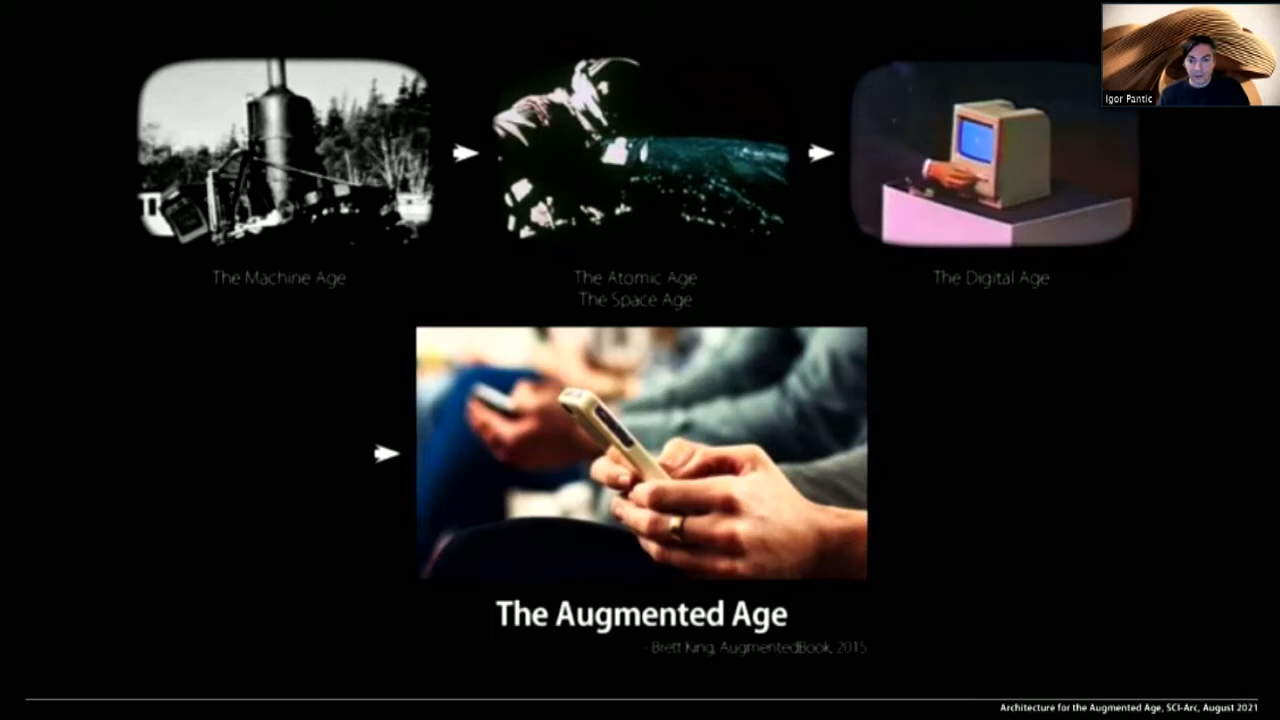 Igor Pantic
The Machine Age
The Atomic Age
The Space Age
The Digital Age
The Augmented Age
- Brett King, AugmentedBook, 2015
Architecture for the Augmented Age, SCI-Arc, August 2021